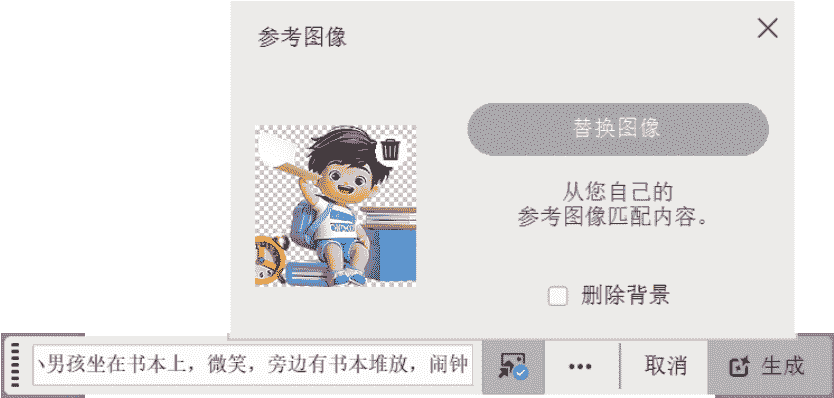 参考图像
替换图像
从您自己的
参考图像匹配内容。
删除背景
男孩坐在书本上，微笑，旁边有书本堆放，闹钟
取消
生成